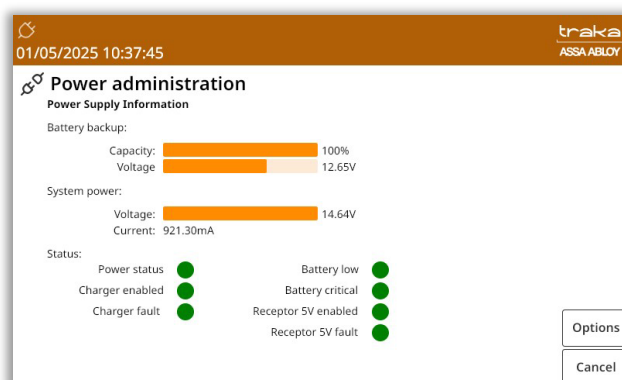 traka
01/05/2025 10:37:45
ASSA ABLOY
Power administration
Power Supply Information
Battery backup:
Capacity: 100%
Voltage 12.65V
System power:
Voltage: 14.64V
Current: 921.30mA
Status:
Power status Battery low
Charger enabled Battery critical
Charger fault Receptor 5V enabled
Receptor 5V fault
Options
Cancel